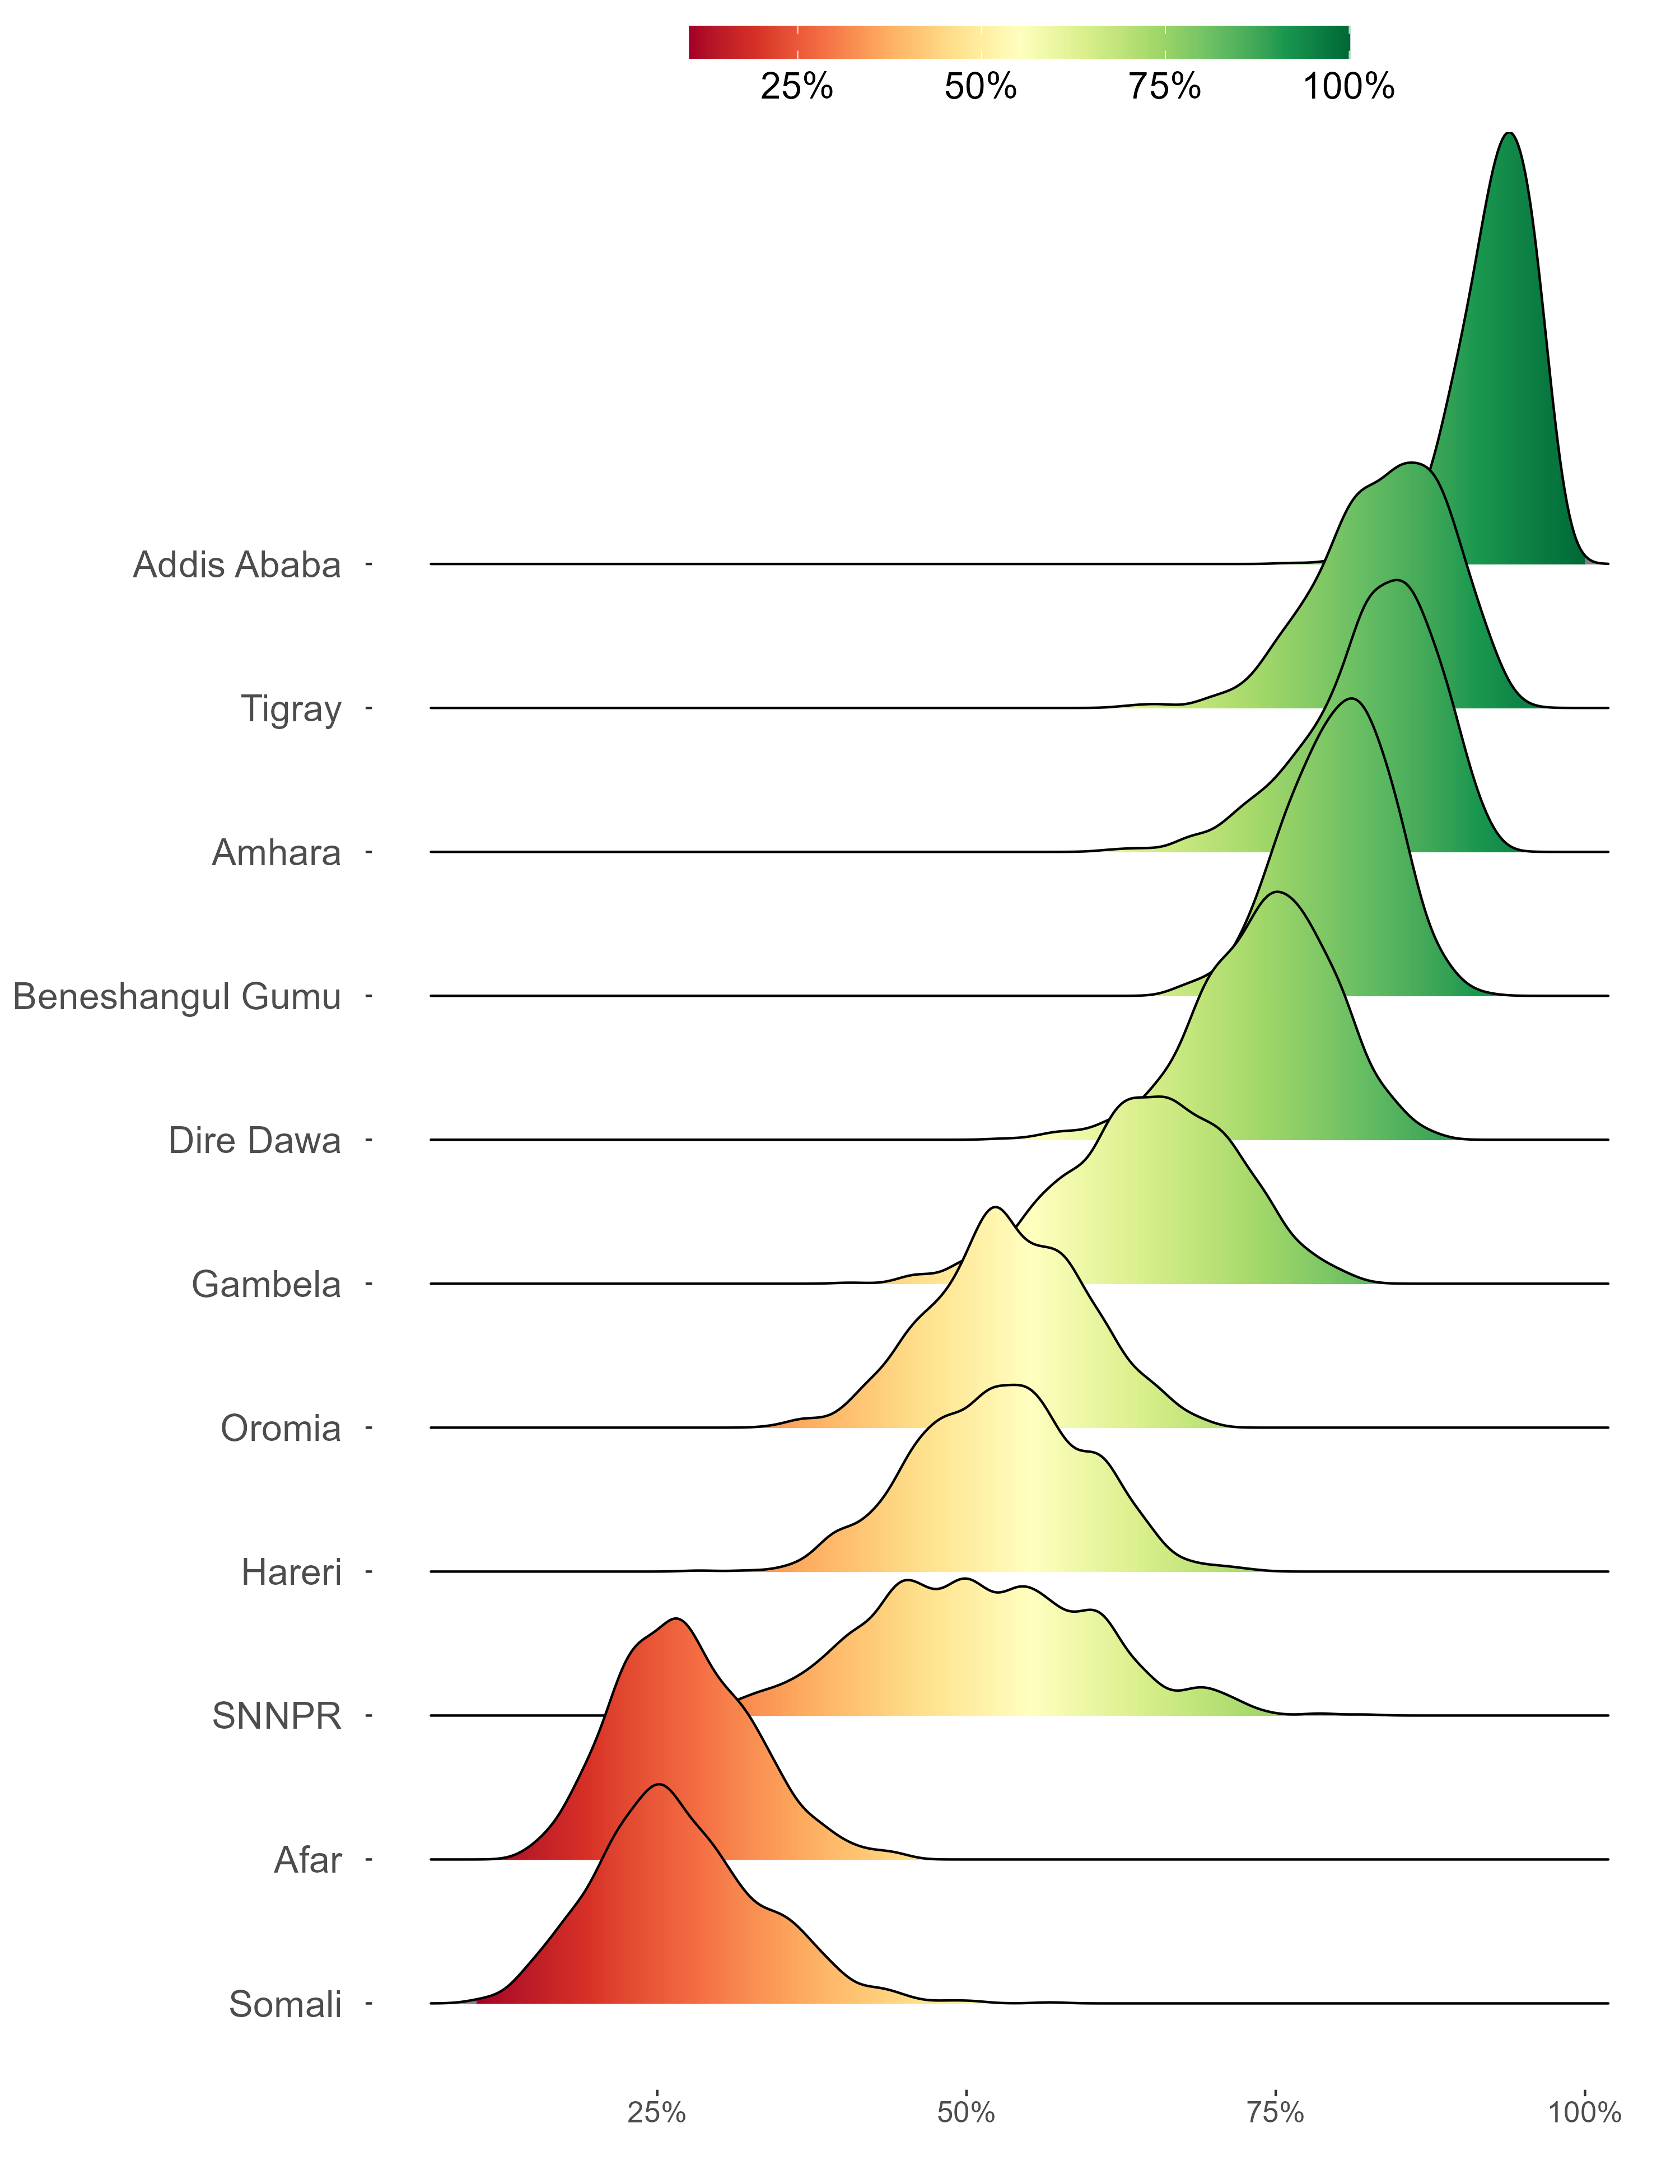 25% 50% 75% 100%
Addis Ababa
Tigray
Amhara
Beneshangul Gumu
Dire Dawa
Gambela
Oromia
Hareri
SNNPR
Afar
Somali
25% 50% 75% 100%